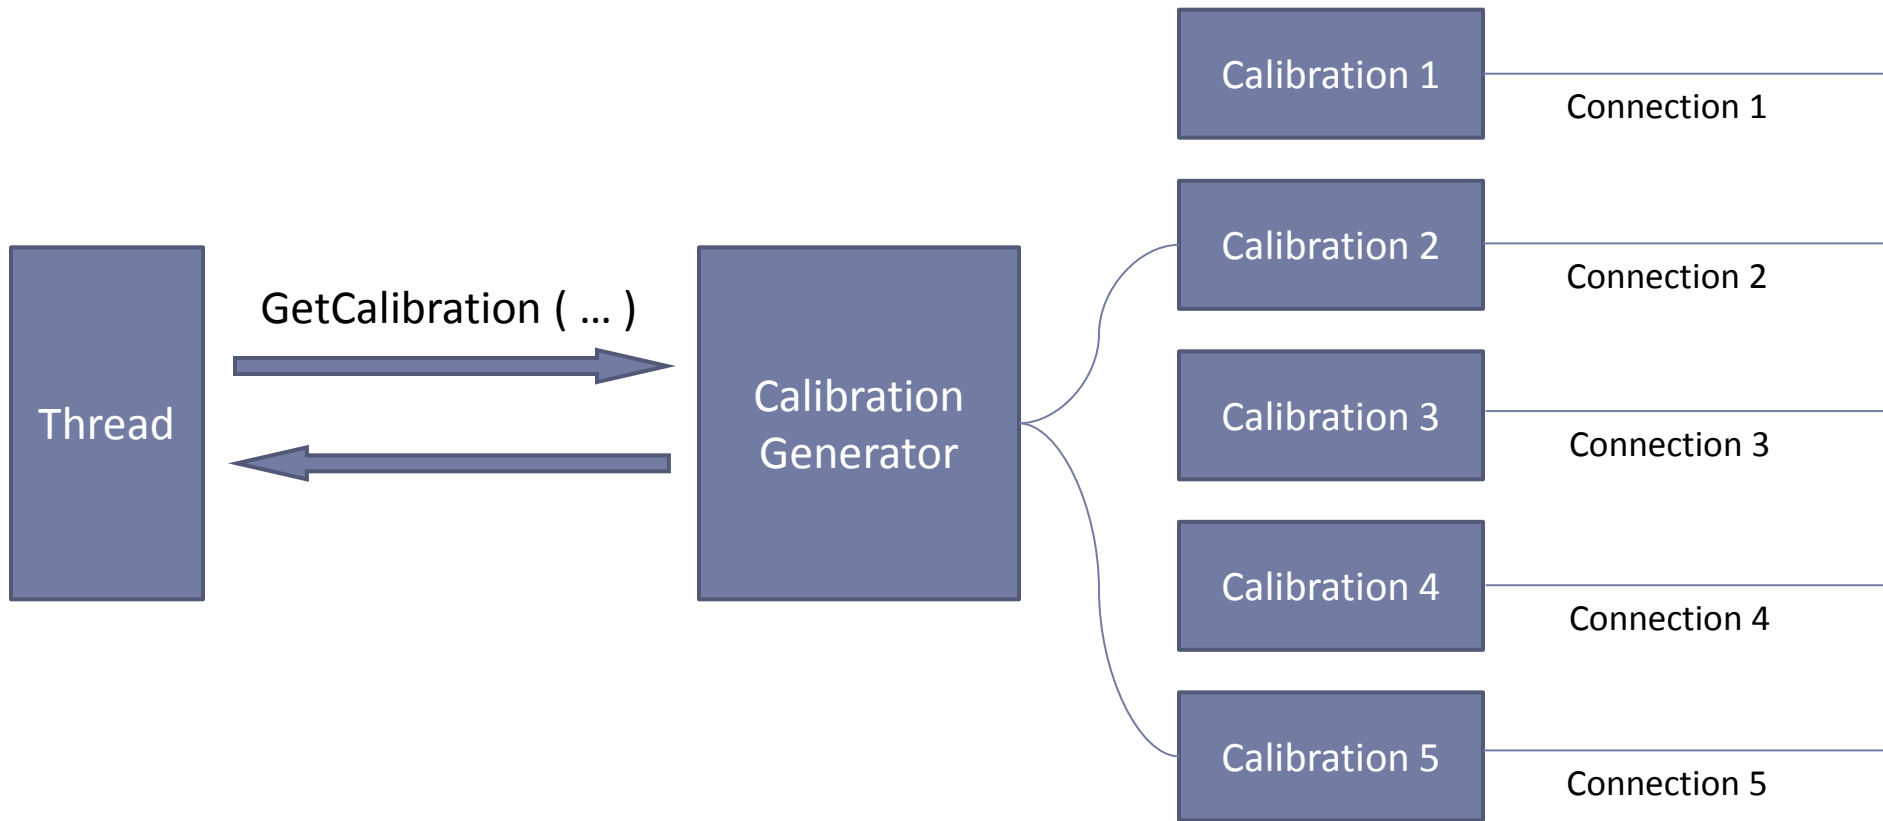 Thread
GetCalibration ( ... )
Calibration
Generator
Calibration 1
Connection 1
Calibration 2
Connection 2
Calibration 3
Connection 3
Calibration 4
Connection 4
Calibration 5
Connection 5